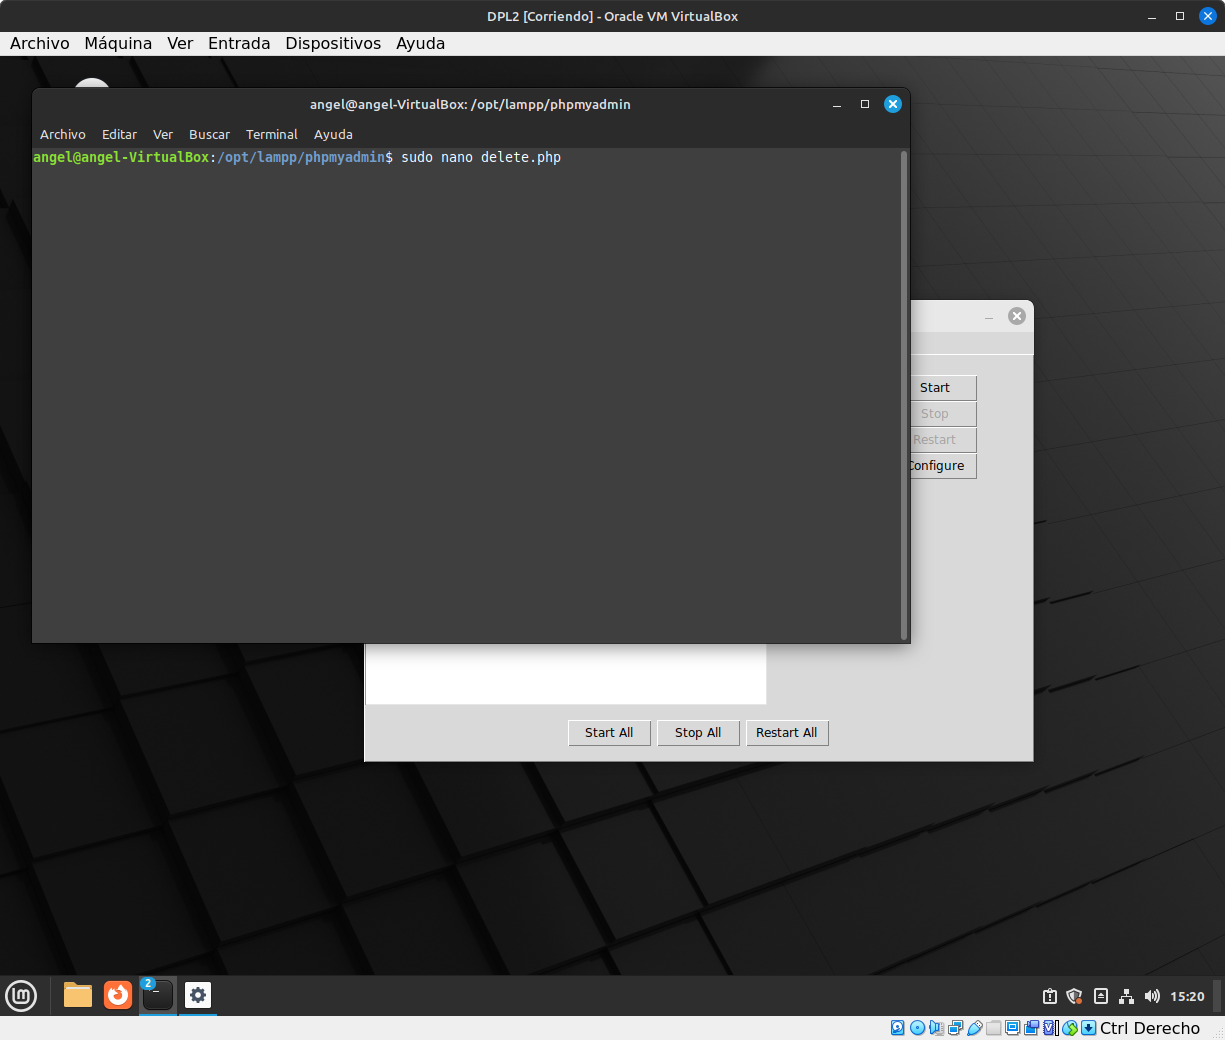 DPL2 [Corriendo] - Oracle VM VirtualBox
Archivo Máquina Ver Entrada Dispositivos Ayuda
angel@angel-VirtualBox: /opt/lampp/phpmyadmin
Archivo Editar Ver Buscar Terminal Ayuda
angel@angel-VirtualBox:/opt/lampp/phpmyadmin$ sudo nano delete.php
Start
Stop
Restart
Configure
Start All Stop All Restart All
2
15:20
Ctrl Derecho